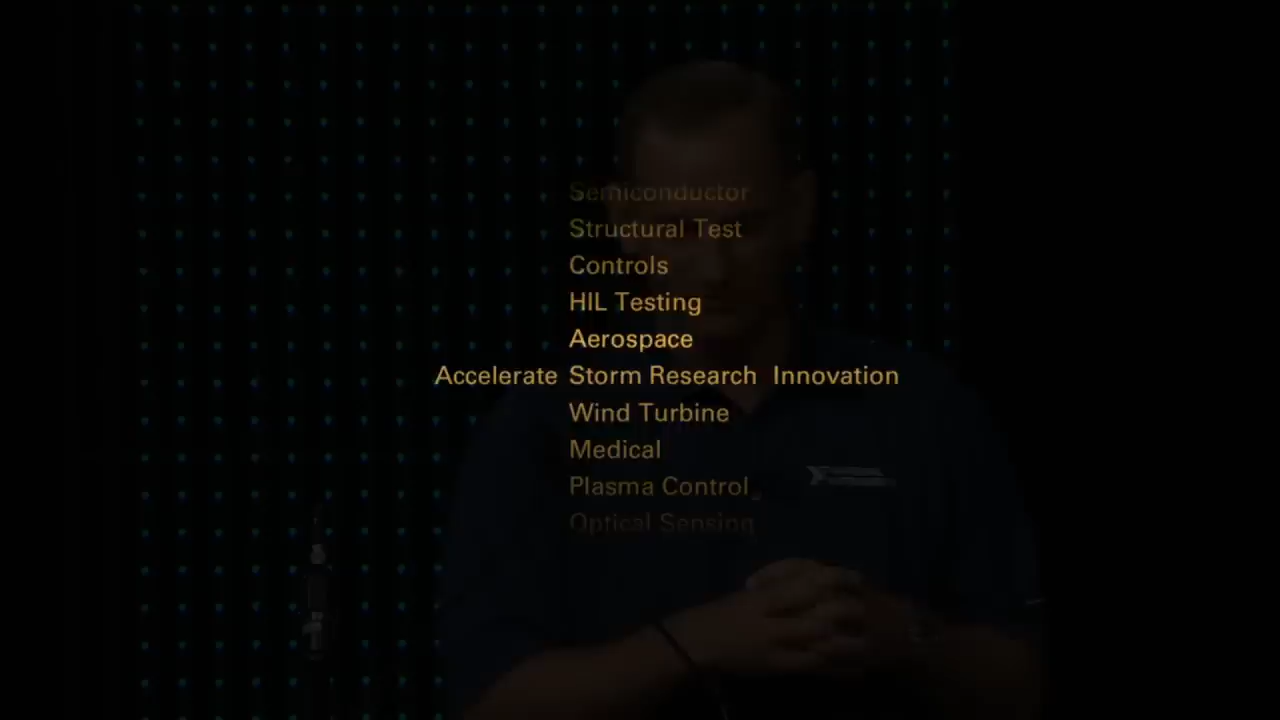 Semiconductor
Structural Test
Controls
HIL Testing
Aerospace
Accelerate Storm Research Innovation
Wind Turbine
Medical
Plasma Control
Optical Sensing